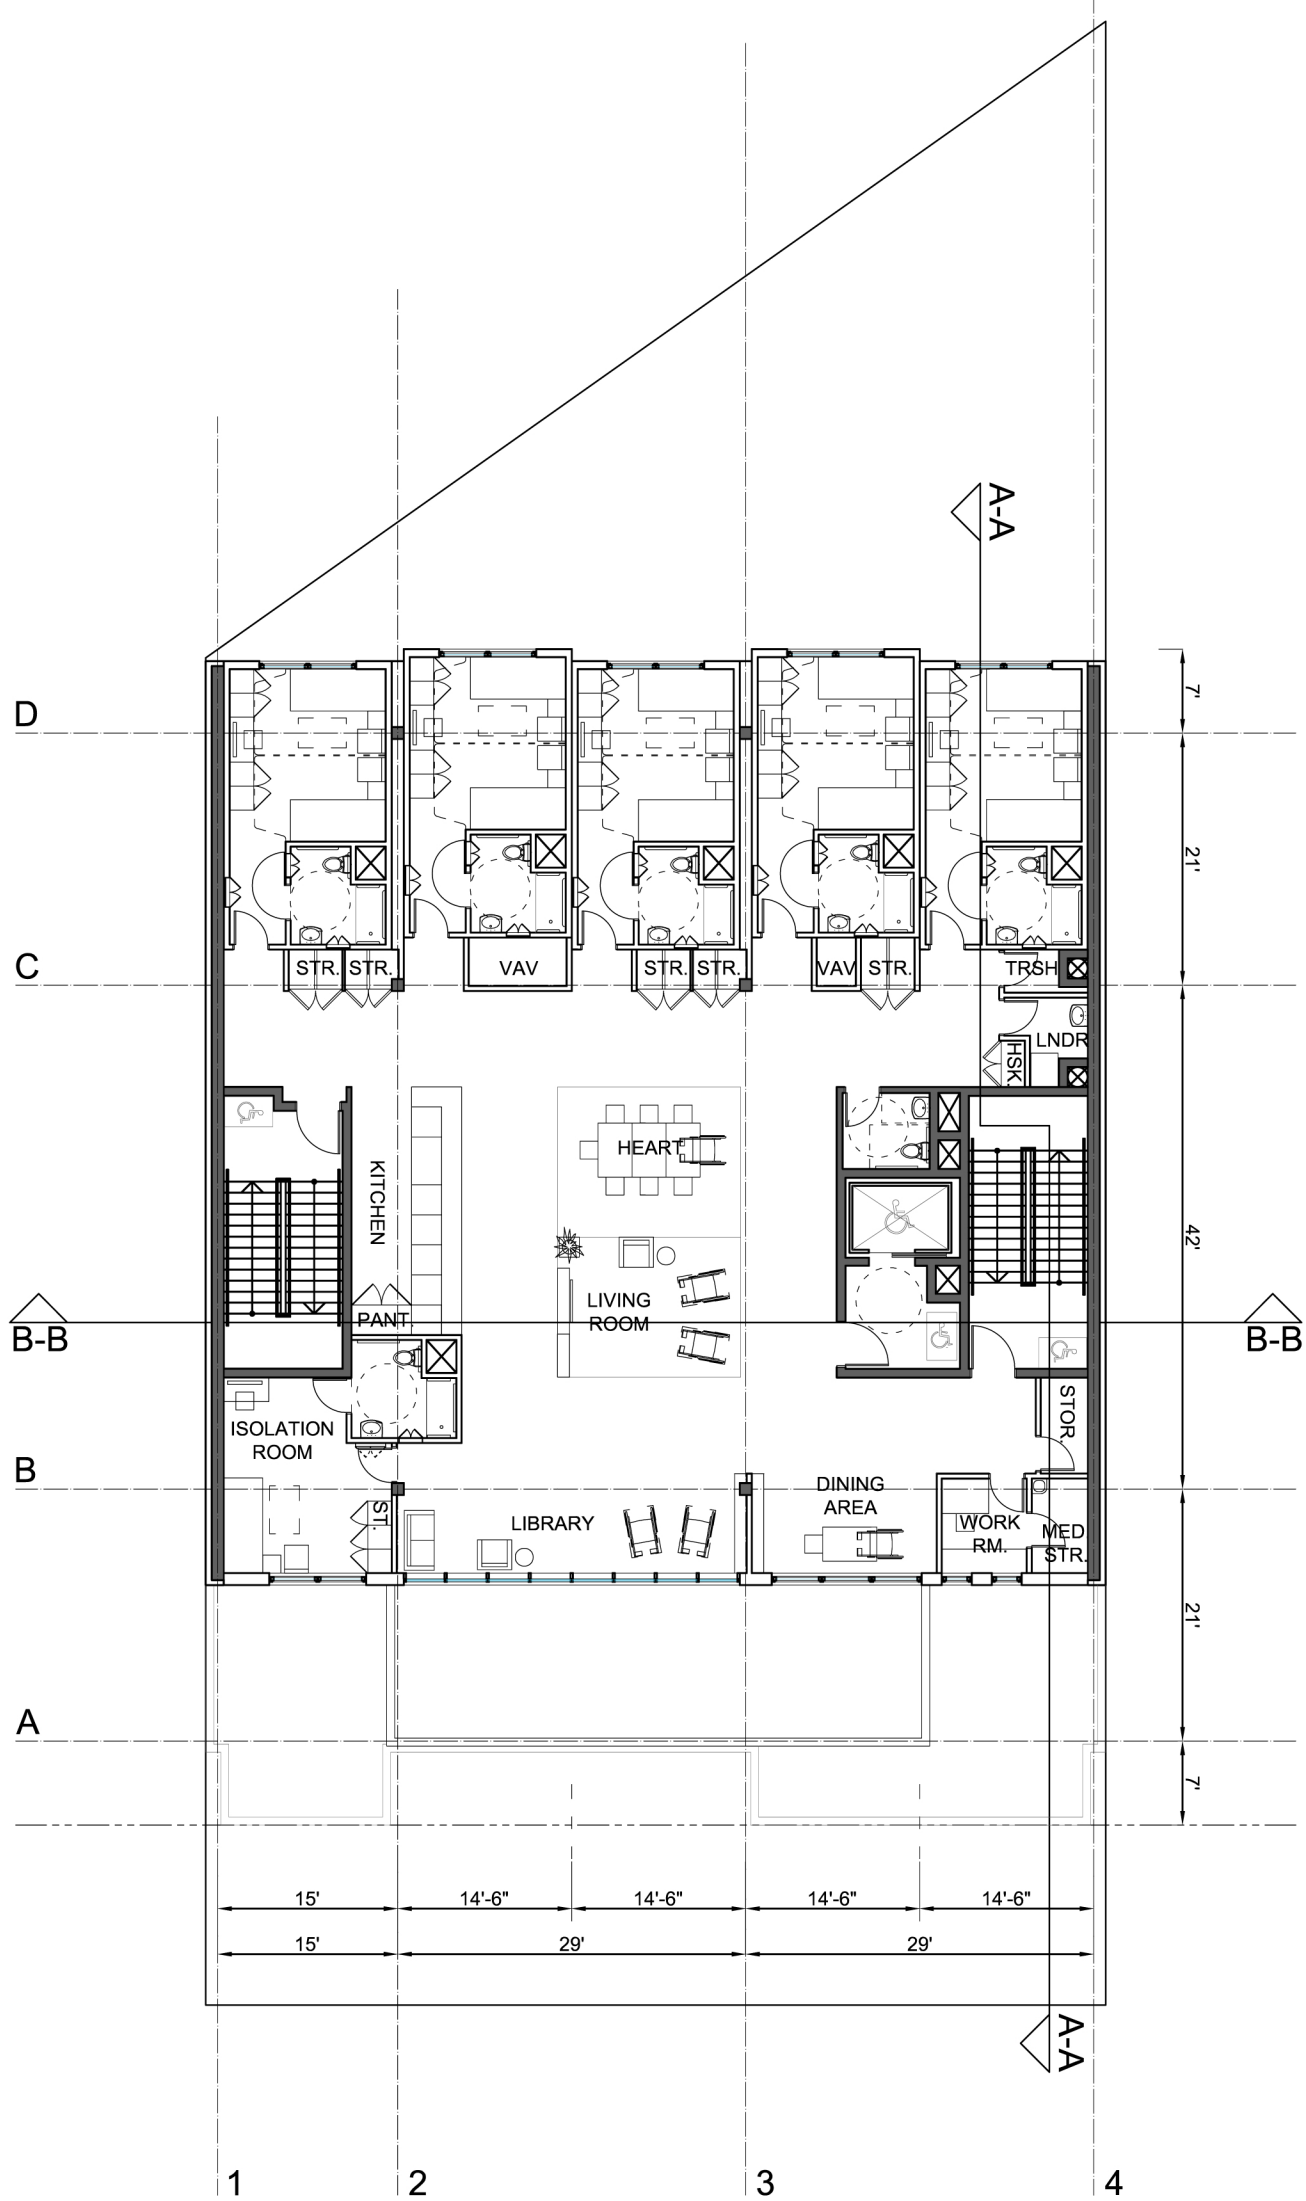 A-A
7'
D
21'
C
STR.
STR.
VAV
STR.
STR.
VAV
STR.
TRSH
LNDR
HSK.
KITCHEN
HEART
42'
LIVING
ROOM
PANT.
B-B
B-B
ISOLATION
ROOM
STOR.
B
DINING
AREA
ST.
LIBRARY
WORK
RM.
MED
STR.
21'
A
7'
15'
14'-6"
14'-6"
14'-6"
14'-6"
15'
29'
29'
A-A
1
2
3
4